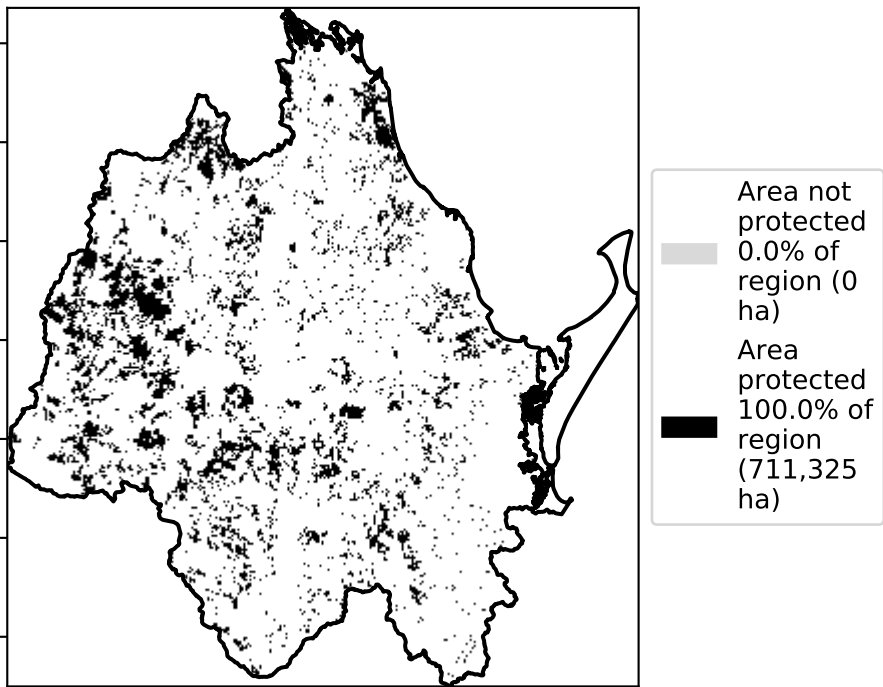 Area not
protected
0.0% of
region (0
ha)
Area
protected
100.0% of
region
(711,325
ha)